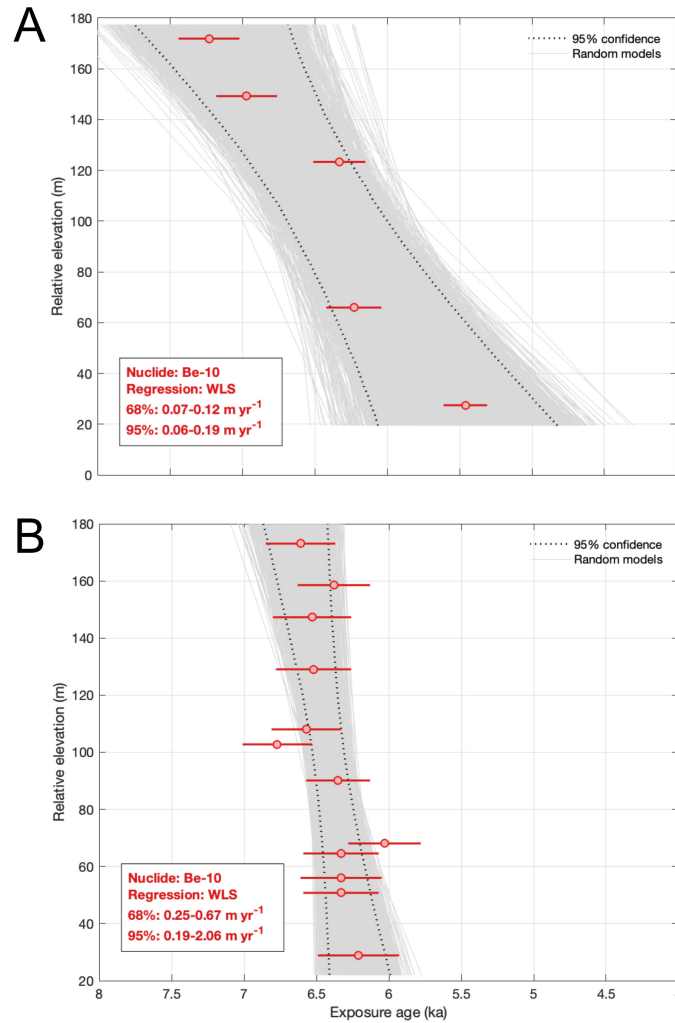 A
180
160
140
120
100
80
60
40
20
0
Relative elevation (m)
95% confidence
Random models
Nuclide: Be-10
Regression: WLS
68%: 0.07-0.12 m yr⁻¹
95%: 0.06-0.19 m yr⁻¹
8
7.5
7
6.5
6
5.5
5
4.5
4
B
180
160
140
120
100
80
60
40
20
Relative elevation (m)
95% confidence
Random models
Nuclide: Be-10
Regression: WLS
68%: 0.25-0.67 m yr⁻¹
95%: 0.19-2.06 m yr⁻¹
8
7.5
7
6.5
6
5.5
5
4.5
4
Exposure age (ka)